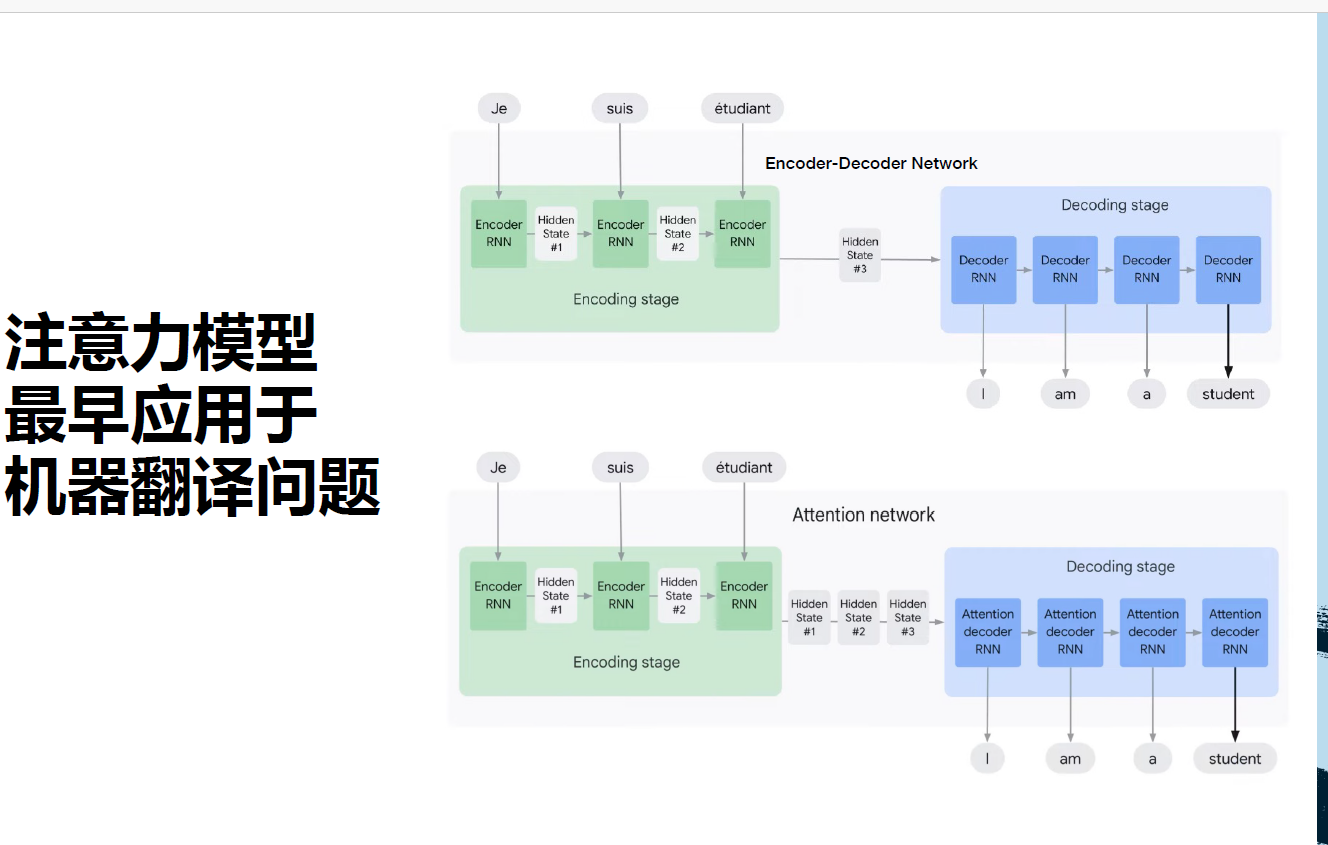 注意力模型
最早应用于
机器翻译问题
Je
suis
étudiant
Encoder-Decoder Network
Encoder
RNN
Hidden
State
#1
Encoder
RNN
Hidden
State
#2
Encoder
RNN
Encoding stage
Hidden
State
#3
Decoding stage
Decoder
RNN
Decoder
RNN
Decoder
RNN
Decoder
RNN
I
am
a
student
Je
suis
étudiant
Attention network
Encoder
RNN
Hidden
State
#1
Encoder
RNN
Hidden
State
#2
Encoder
RNN
Encoding stage
Hidden
State
#1
Hidden
State
#2
Hidden
State
#3
Decoding stage
Attention
decoder
RNN
Attention
decoder
RNN
Attention
decoder
RNN
Attention
decoder
RNN
I
am
a
student